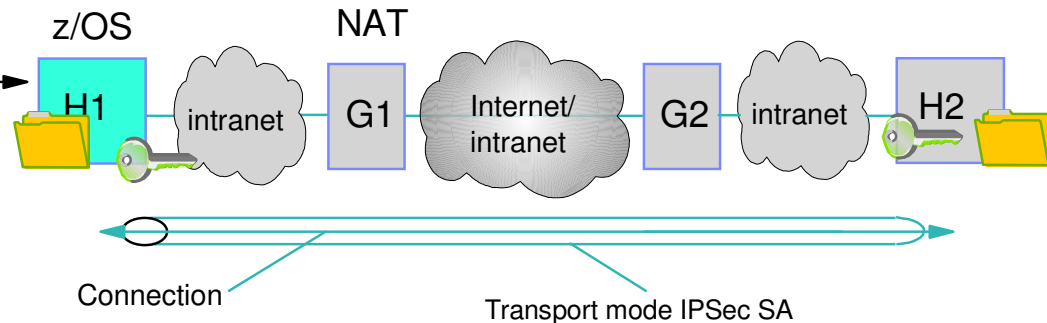 z/OS
NAT
H1
intranet
G1
Internet/
intranet
G2
intranet
H2
Connection
Transport mode IPSec SA